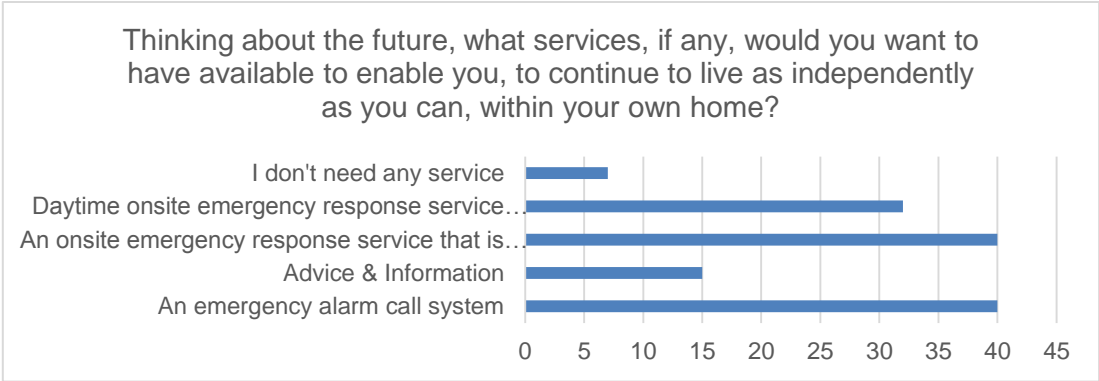 Thinking about the future, what services, if any, would you want to
have available to enable you, to continue to live as independently
as you can, within your own home?
I don't need any service
Daytime onsite emergency response service…
An onsite emergency response service that is…
Advice & Information
An emergency alarm call system
0 5 10 15 20 25 30 35 40 45